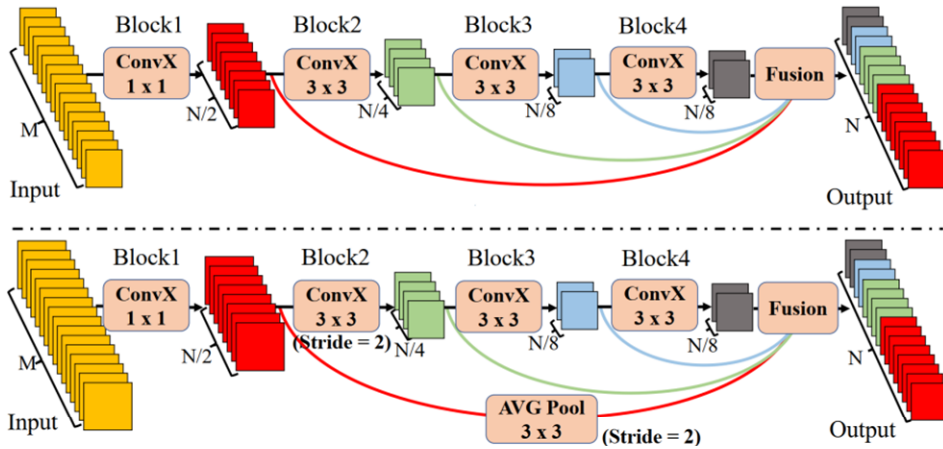 Block1
Block2
Block3
Block4
ConvX
1 x 1
ConvX
3 x 3
ConvX
3 x 3
ConvX
3 x 3
Fusion
M
N/2
N/4
N/8
N/8
N
Input
Output
Block1
Block2
Block3
Block4
ConvX
1 x 1
ConvX
3 x 3
ConvX
3 x 3
ConvX
3 x 3
Fusion
(Stride = 2)
M
N/2
N/4
N/8
N/8
N
AVG Pool
3 x 3
(Stride = 2)
Input
Output